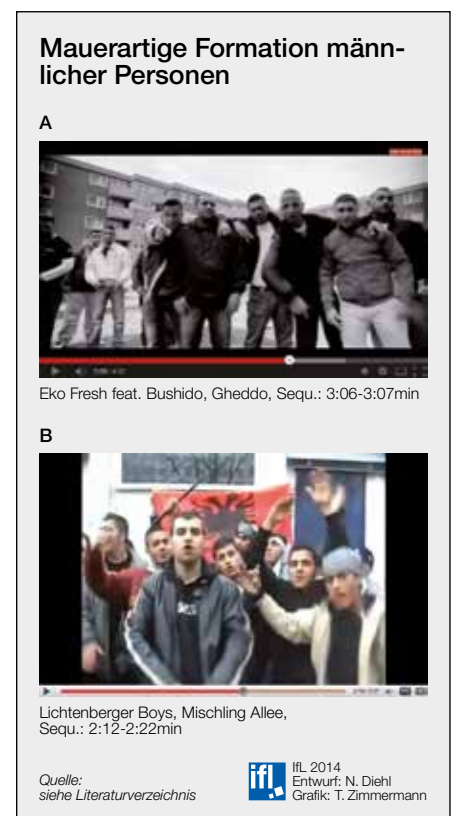 Mauerartige Formation männ-
licher Personen
A
Eko Fresh feat. Bushido, Gheddo, Sequ.: 3:06-3:07min
B
Lichtenberger Boys, Mischling Allee,
Sequ.: 2:12-2:22min
Quelle:
siehe Literaturverzeichnis
ifl
IfL 2014
Entwurf: N. Diehl
Grafik: T. Zimmermann